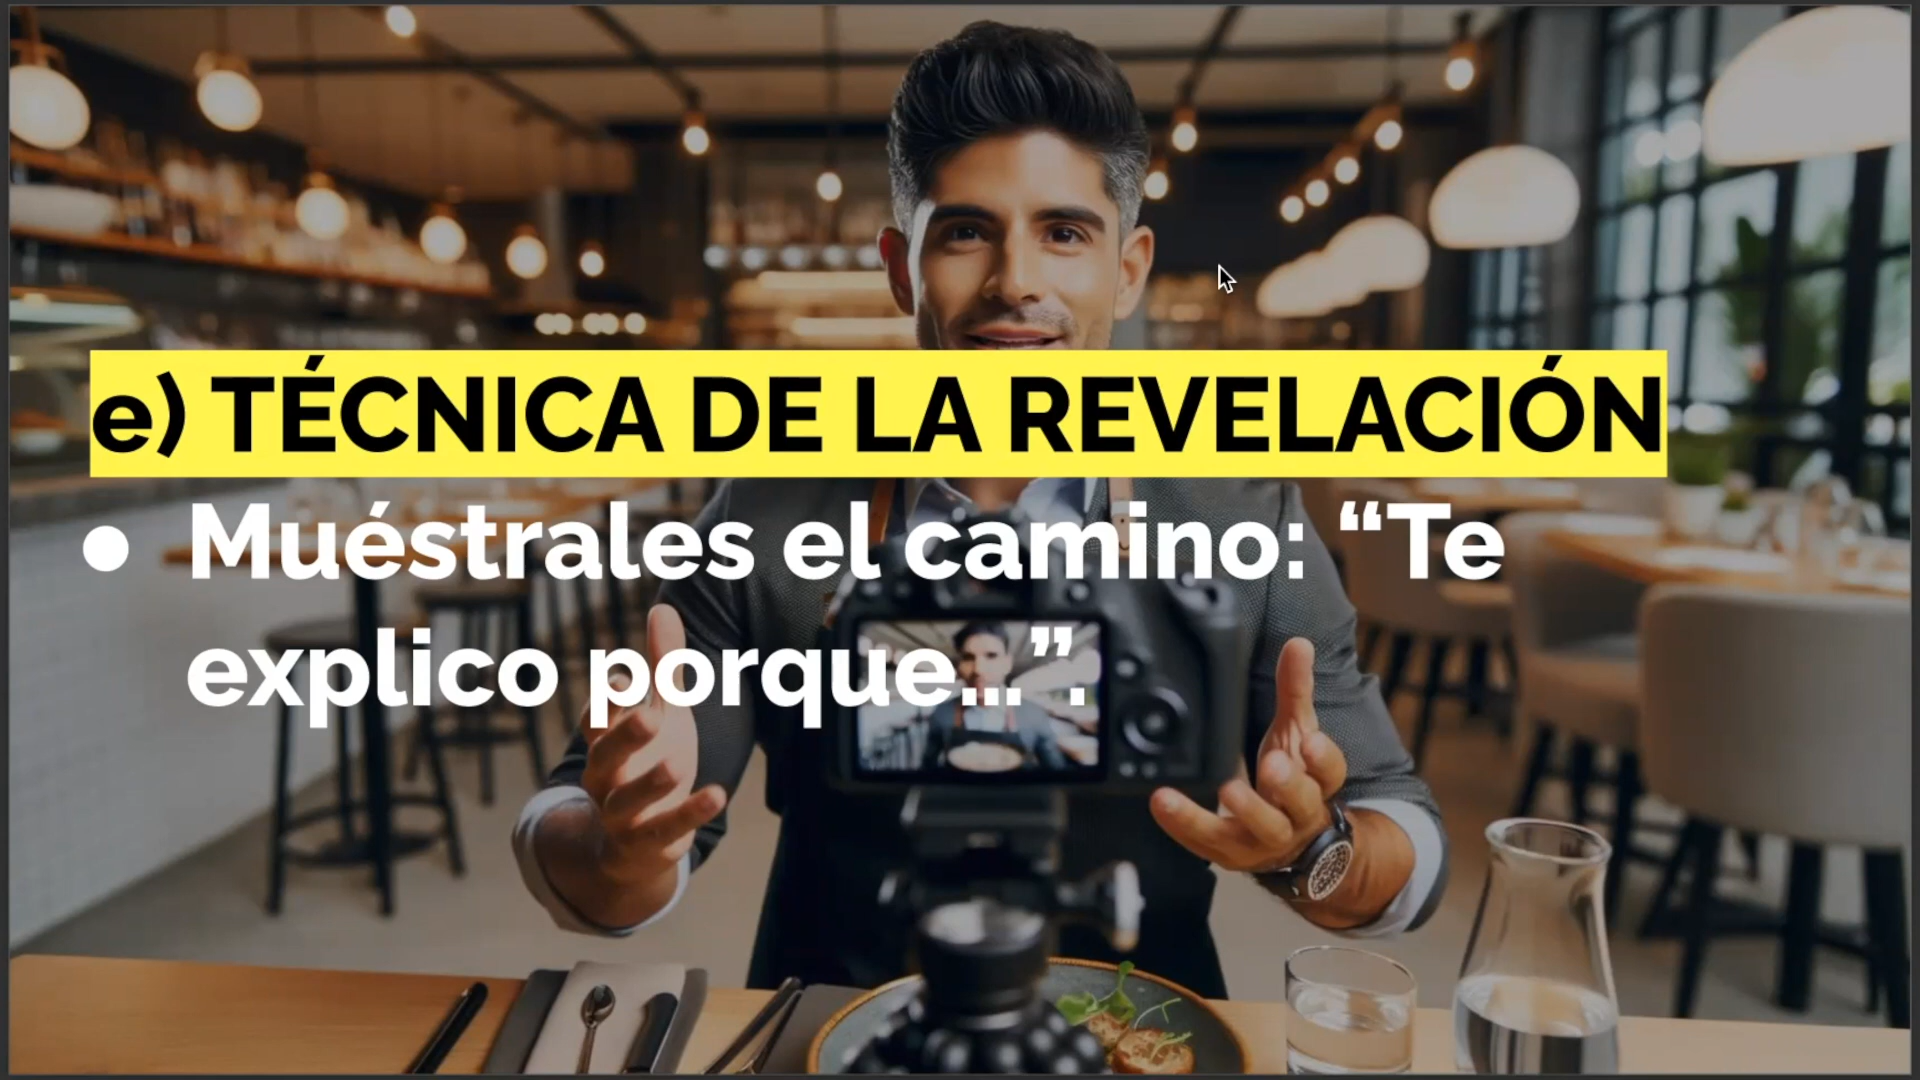 e) TÉCNICA DE LA REVELACIÓN
● Muéstrales el camino: “Te
explico porque...”.